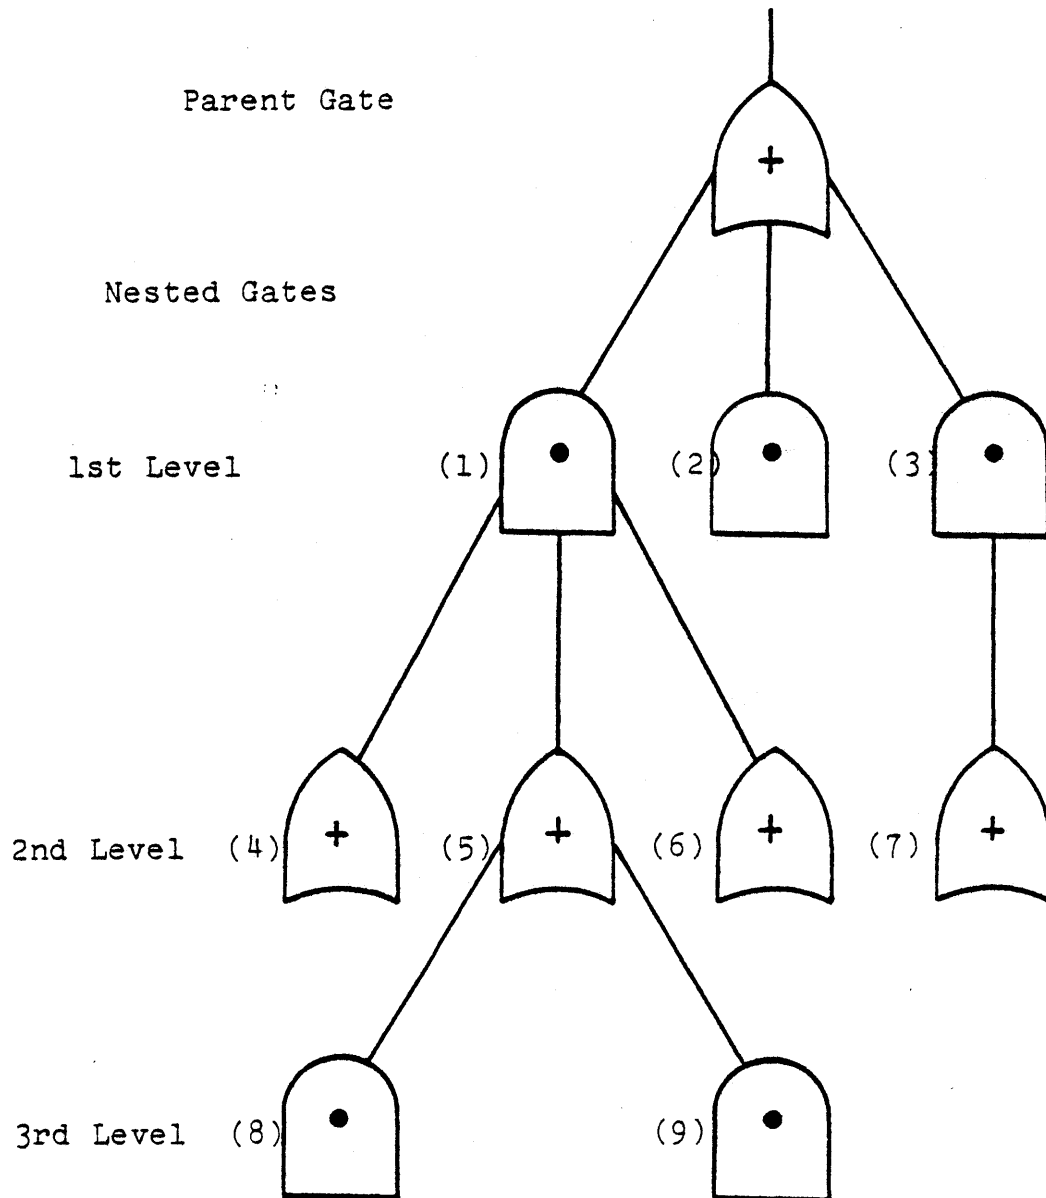 Parent Gate
+
Nested Gates
1st Level (1) (2) (3)
2nd Level (4) + (5) + (6) + (7) +
3rd Level (8) (9)